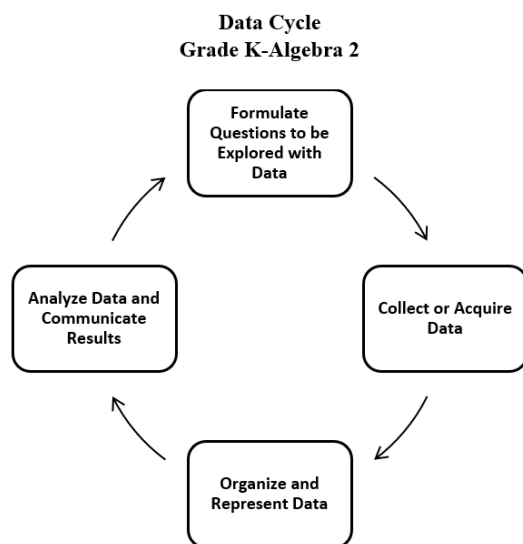 Data Cycle
Grade K-Algebra 2
Formulate
Questions to be
Explored with
Data
Collect or Acquire
Data
Organize and
Represent Data
Analyze Data and
Communicate
Results